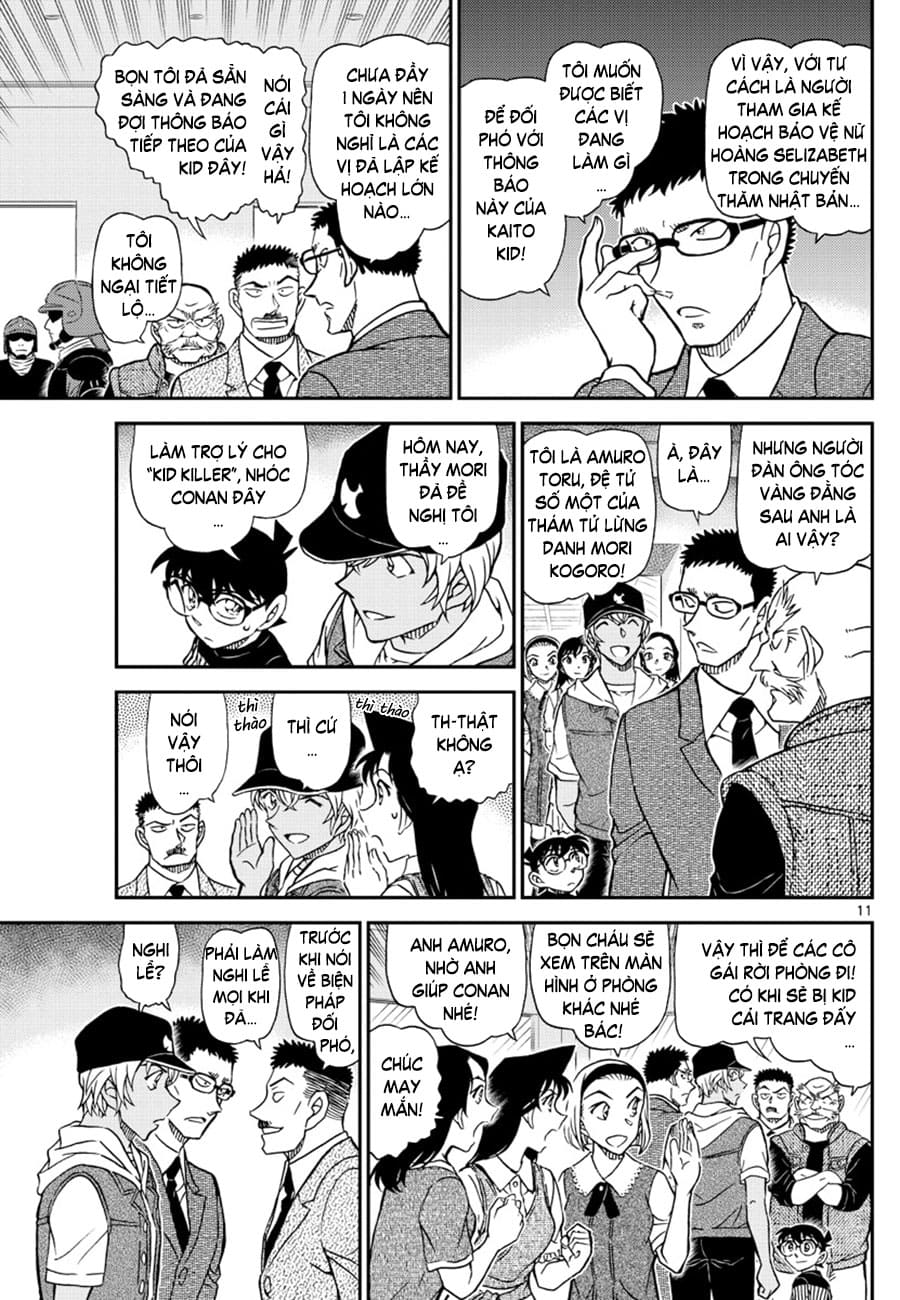 VÌ VẬY, VỚI TƯ
CÁCH LÀ NGƯỜI
THAM GIA KẾ
HOẠCH BẢO VỆ NỮ
HOÀNG SELIZABETH
TRONG CHUYẾN
THĂM NHẬT BẢN...
TÔI MUỐN
ĐƯỢC BIẾT
CÁC VỊ
ĐANG
LÀM GÌ
...
ĐỂ ĐỐI
PHÓ VỚI
THÔNG
BÁO
NÀY CỦA
KAITO
KID!
CHƯA ĐẦY
1 NGÀY NÊN
TÔI KHÔNG
NGHĨ LÀ CÁC
VỊ ĐÃ LẬP KẾ
HOẠCH LỚN
NÀO...
NÓI
CÁI
GÌ
VẬY
HẢ!
BỌN TÔI ĐÃ SẴN
SÀNG VÀ ĐANG
ĐỢI THÔNG BÁO
TIẾP THEO CỦA
KID ĐÂY!
TÔI
KHÔNG
NGẠI TIẾT
LỘ...
NHƯNG NGƯỜI
ĐÀN ÔNG TÓC
VÀNG ĐẰNG
SAU ANH LÀ
AI VẬY?
À, ĐÂY
LÀ...
TÔI LÀ AMURO
TORU, ĐỆ TỬ
SỐ MỘT CỦA
THÁM TỬ LỪNG
DANH MORI
KOGORO!
HÔM NAY,
THẦY MORI
ĐÃ ĐỀ
NGHỊ TÔI
...
LÀM TRỢ LÝ CHO
“KID KILLER”, NHÓC
CONAN ĐÂY
...
TH-THẬT
KHÔNG
Ạ?
thì thào
THÌ CỨ
...
thì
thào
NÓI
VẬY
THÔI
11
VẬY THÌ ĐỂ CÁC CÔ
GÁI RỜI PHÒNG ĐI!
CÓ KHI SẼ BỊ KID
CẢI TRANG ĐẤY
...
BỌN CHÁU SẼ
XEM TRÊN MÀN
HÌNH Ở PHÒNG
KHÁC NHÉ
BÁC!
ANH AMURO,
NHỜ ANH
GIÚP CONAN
NHÉ!
CHÚC
MAY
MẮN!
TRƯỚC
KHI NÓI
VỀ BIỆN
PHÁP
ĐỐI
PHÓ,
PHẢI LÀM
NGHI LỄ
MỌI KHI
ĐÃ...
NGHI
LỄ?